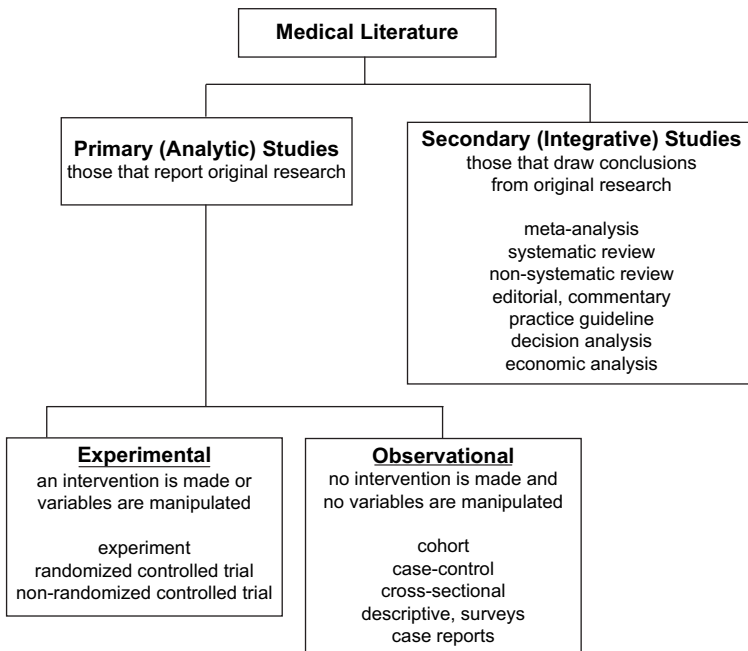 Medical Literature
Primary (Analytic) Studies
those that report original research
Secondary (Integrative) Studies
those that draw conclusions
from original research
meta-analysis
systematic review
non-systematic review
editorial, commentary
practice guideline
decision analysis
economic analysis
Experimental
an intervention is made or
variables are manipulated
experiment
randomized controlled trial
non-randomized controlled trial
Observational
no intervention is made and
no variables are manipulated
cohort
case-control
cross-sectional
descriptive, surveys
case reports